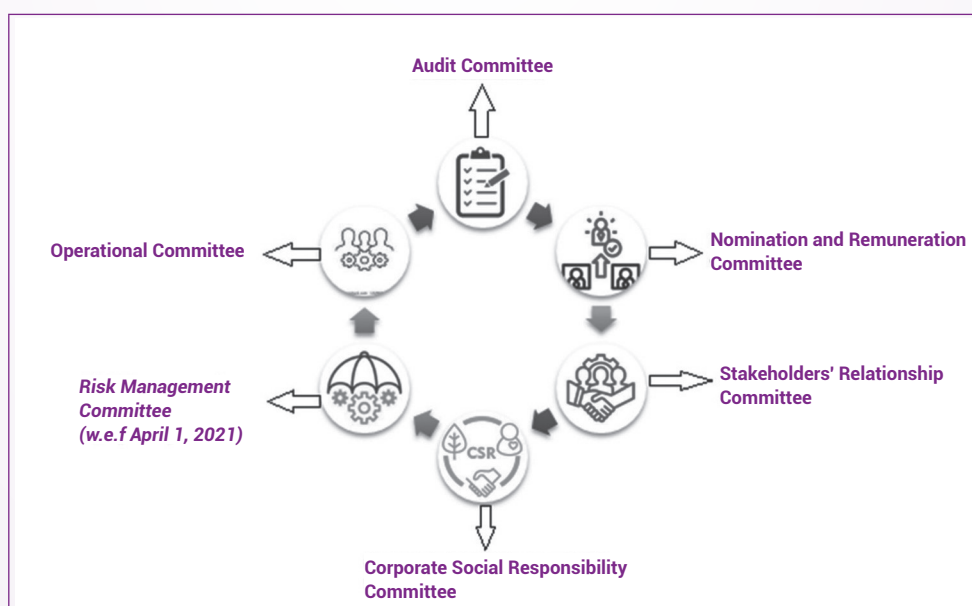 Audit Committee
Operational Committee
Nomination and Remuneration
Committee
Risk Management
Committee
(w.e.f April 1, 2021)
Stakeholders' Relationship
Committee
CSR
Corporate Social Responsibility
Committee